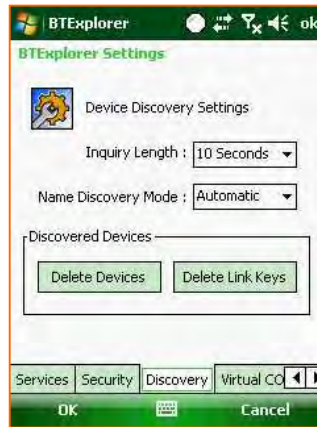 BTExplorer ok
BTExplorer Settings
Device Discovery Settings
Inquiry Length : 10 Seconds
Name Discovery Mode : Automatic
Discovered Devices
Delete Devices Delete Link Keys
Services Security Discovery Virtual CO
OK Cancel